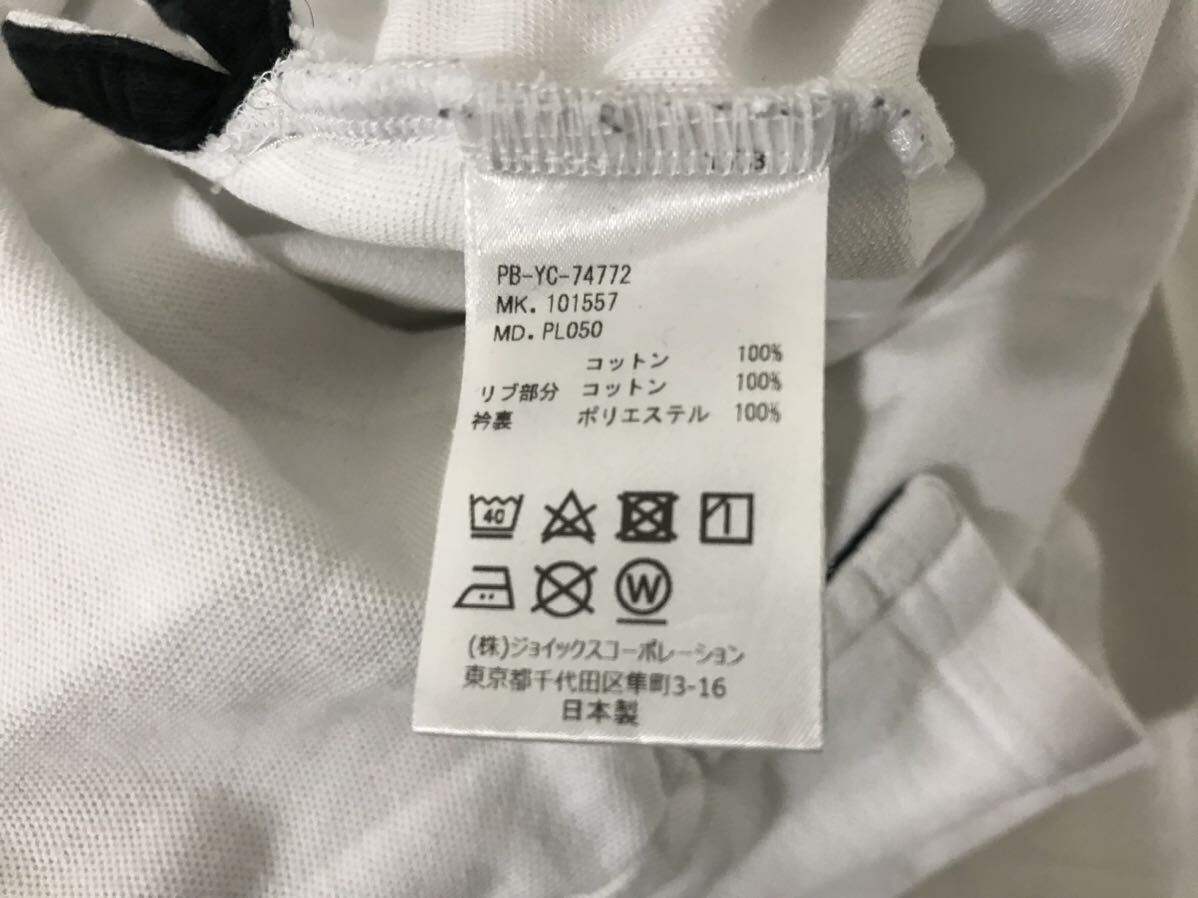 PB-YC-74772
MK. 101557
MD. PL050
コットン 100%
リブ部分 コットン 100%
衿裏 ポリエステル 100%
40
W
(株)ジョイックスコーポレーション
東京都千代田区隼町3-16
日本製